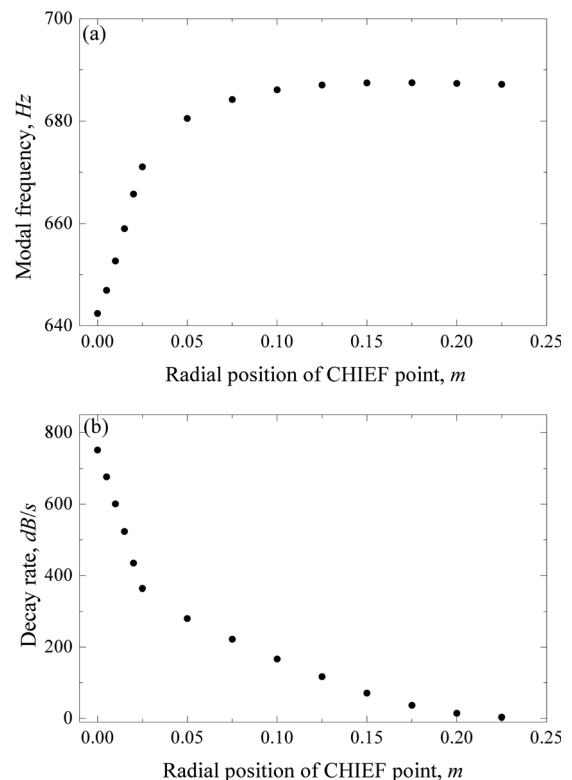 (a)
700
680
660
640
Modal frequency, Hz
0.00 0.05 0.10 0.15 0.20 0.25
Radial position of CHIEF point, m
(b)
800
600
400
200
0
Decay rate, dB/s
0.00 0.05 0.10 0.15 0.20 0.25
Radial position of CHIEF point, m